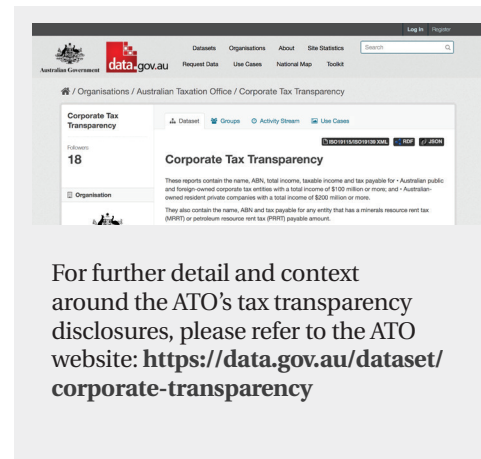 Log in Register
Australian Government
data.gov.au
Datasets Organisations About Site Statistics
Search
Request Data Use Cases National Map Toolkit
/ Organisations / Australian Taxation Office / Corporate Tax Transparency
Corporate Tax
Transparency
Followers
18
Organisation
Dataset Groups Activity Stream Use Cases
ISO19115/ISO19139 XML RDF JSON
Corporate Tax Transparency
These reports contain the name, ABN, total income, taxable income and tax payable for • Australian public
and foreign-owned corporate tax entities with a total income of $100 million or more; and • Australian-
owned resident private companies with a total income of $200 million or more.
They also contain the name, ABN and tax payable for any entity that has a minerals resource rent tax
(MRRT) or petroleum resource rent tax (PRRT) payable amount.
For further detail and context
around the ATO’s tax transparency
disclosures, please refer to the ATO
website: https://data.gov.au/dataset/
corporate-transparency